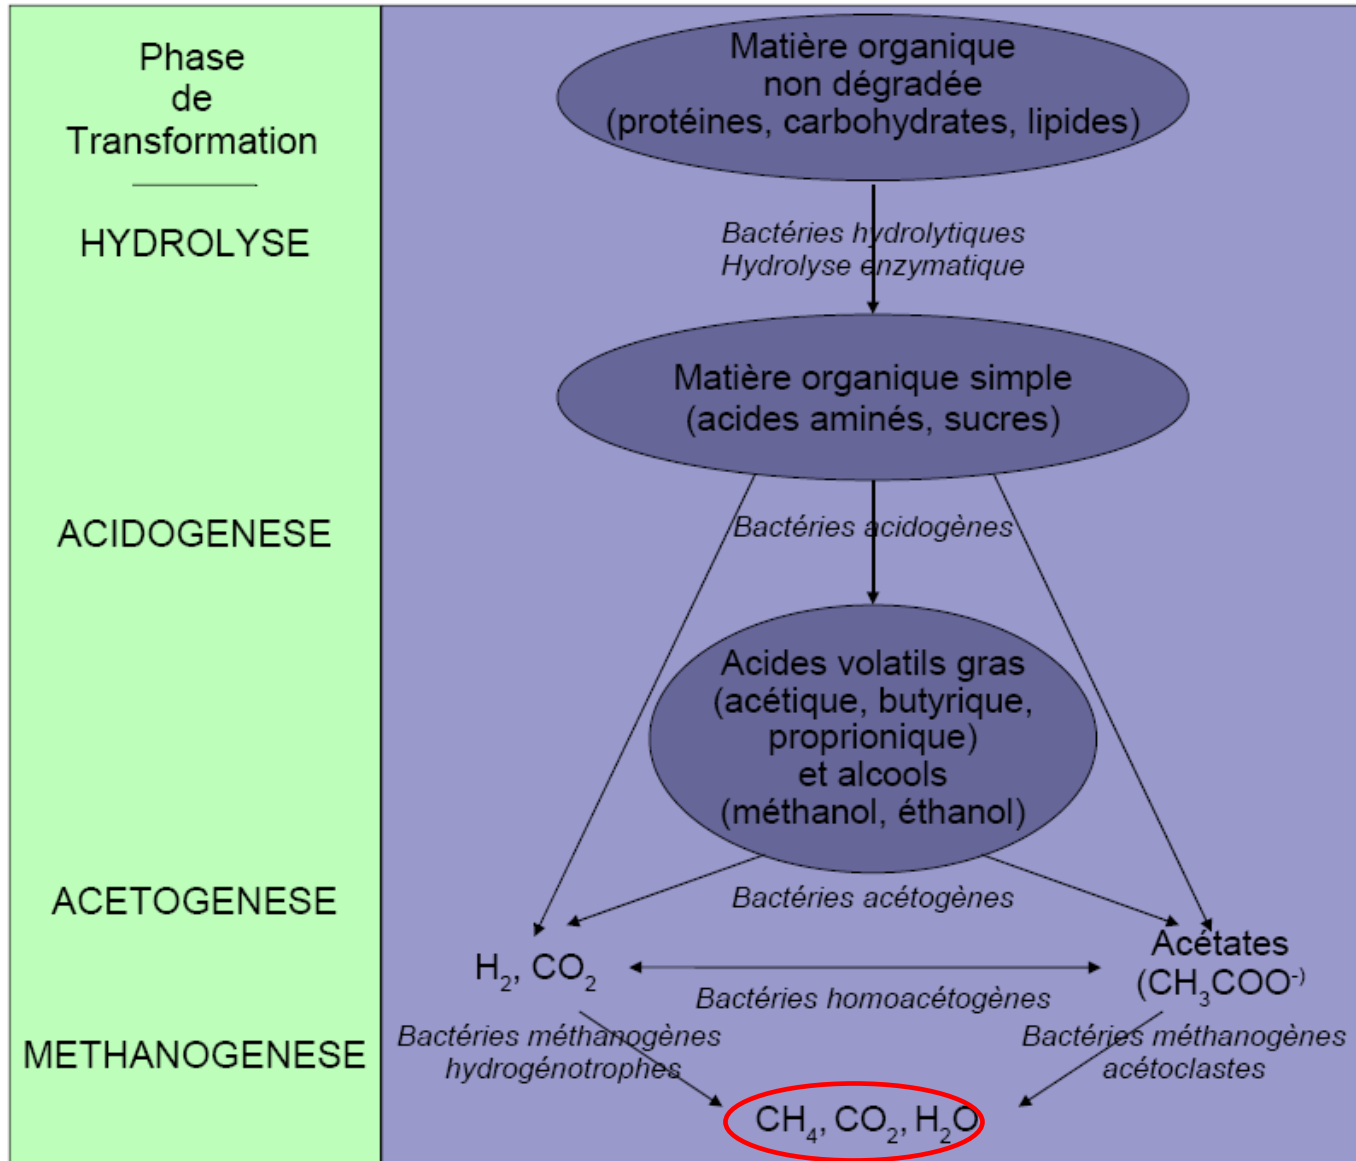 Phase
de
Transformation
Matière organique
non dégradée
(protéines, carbohydrates, lipides)
HYDROLYSE
Bactéries hydrolytiques
Hydrolyse enzymatique
Matière organique simple
(acides aminés, sucres)
ACIDOGENESE
Bactéries acidogènes
Acides volatils gras
(acétique, butyrique,
proprionique)
et alcools
(méthanol, éthanol)
ACETOGENESE
Bactéries acétogènes
H₂, CO₂
Acétates
(CH₃COO⁻⁾
Bactéries homoacétogènes
METHANOGENESE
Bactéries méthanogènes
hydrogénotrophes
Bactéries méthanogènes
acétoclastes
CH₄, CO₂, H₂O